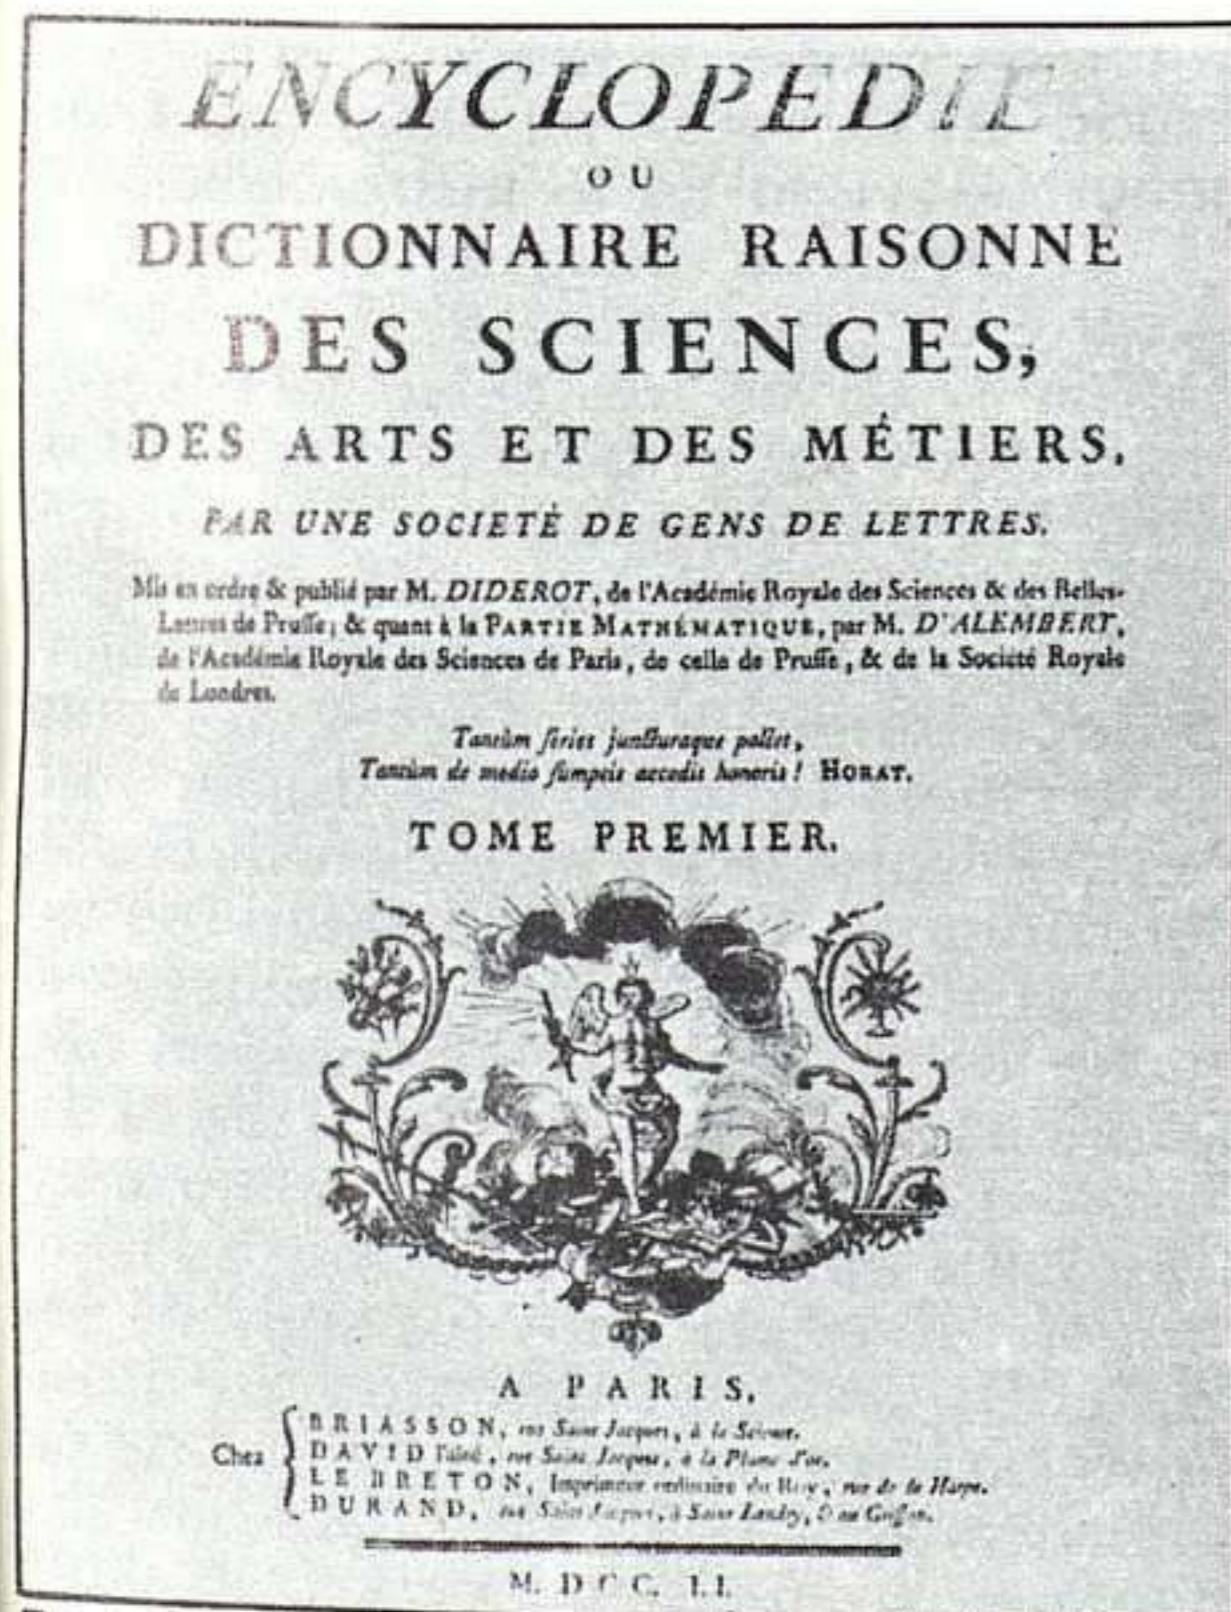 ENCYCLOPEDIE
OU
DICTIONNAIRE RAISONNE
DES SCIENCES,
DES ARTS ET DES MÉTIERS,
PAR UNE SOCIETÉ DE GENS DE LETTRES.
Mis en ordre & publié par M. DIDEROT, de l'Académie Royale des Sciences & des Belles-
Lettres de Prusse; & quant à la PARTIE MATHÉMATIQUE, par M. D'ALEMBERT,
de l'Académie Royale des Sciences de Paris, de celle de Prusse, & de la Société Royale
de Londres.
Tantùm series juncturaque pollet,
Tantùm de medio sumptis accedit honoris! HORAT.
TOME PREMIER.
A PARIS,
Chez
BRIASSON, rue Saint Jacques, à la Science.
DAVID l'aîné, rue Saint Jacques, à la Plume d'or.
LE BRETON, Imprimeur ordinaire du Roy, rue de la Harpe.
DURAND, rue Saint Jacques, à Saint Landry, & au Griffon.
M. DCC. LI.